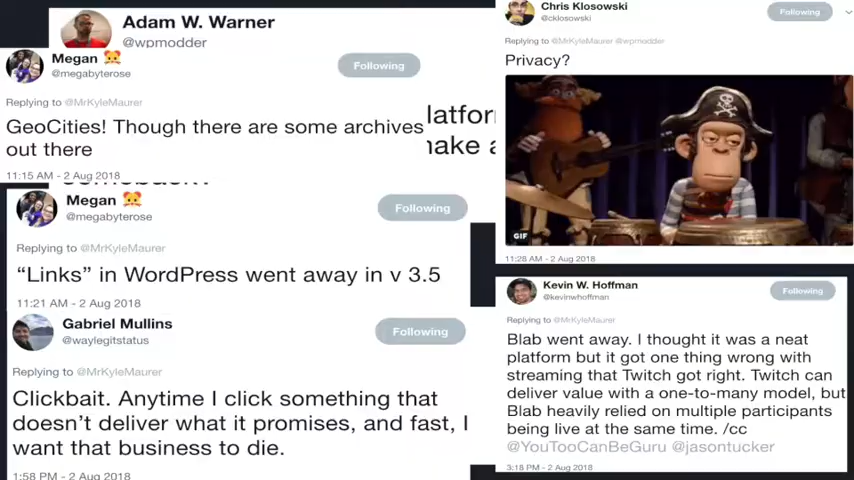 Adam W. Warner
@wpmodder
Megan
@megabyterose
Following
Replying to @MrKyleMaurer
GeoCities! Though there are some archives
out there
11:15 AM - 2 Aug 2018
Megan
@megabyterose
Following
Replying to @MrKyleMaurer
“Links” in WordPress went away in v 3.5
11:21 AM - 2 Aug 2018
Gabriel Mullins
@waylegitstatus
Following
Replying to @MrKyleMaurer
Clickbait. Anytime I click something that
doesn't deliver what it promises, and fast, I
want that business to die.
1:58 PM - 2 Aug 2018
Chris Klosowski
@cklosowski
Following
Replying to @MrKyleMaurer @wpmodder
Privacy?
GIF
11:28 AM - 2 Aug 2018
Kevin W. Hoffman
@kevinwhoffman
Following
Replying to @MrKyleMaurer
Blab went away. I thought it was a neat
platform but it got one thing wrong with
streaming that Twitch got right. Twitch can
deliver value with a one-to-many model, but
Blab heavily relied on multiple participants
being live at the same time. /cc
@YouTooCanBeGuru @jasontucker
3:18 PM - 2 Aug 2018